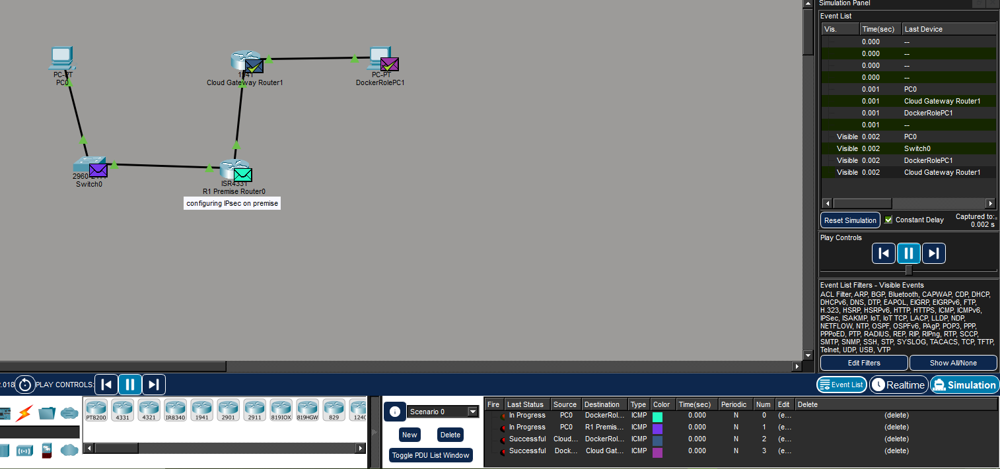 Simulation Panel
Event List
Vis. Time(sec) Last Device
0.000 --
0.000 --
0.000 --
0.000 --
0.001 PC0
0.001 Cloud Gateway Router1
0.001 DockerRolePC1
0.001 --
Visible 0.002 PC0
Visible 0.002 Switch0
Visible 0.002 DockerRolePC1
Visible 0.002 Cloud Gateway Router1
Reset Simulation Constant Delay Captured to:
0.002 s
Play Controls
Event List Filters - Visible Events
ACL Filter, ARP, BGP, Bluetooth, CAPWAP, CDP, DHCP,
DHCPv6, DNS, DTP, EAPOL, EIGRP, EIGRPv6, FTP,
H.323, HSRP, HSRPv6, HTTP, HTTPS, ICMP, ICMPv6,
IPSec, ISAKMP, IoT, IoT TCP, LACP, LLDP, NDP,
NETFLOW, NTP, OSPF, OSPFv6, PAgP, POP3, PPP,
PPPoED, PTP, RADIUS, REP, RIP, RIPng, RTP, SCCP,
SMTP, SNMP, SSH, STP, SYSLOG, TACACS, TCP, TFTP,
Telnet, UDP, USB, VTP
Edit Filters Show All/None
Event List Realtime Simulation
PC-PT
PC0
Cloud Gateway Router1
PC-PT
DockerRolePC1
Switch0
ISR4331
R1 Premise Router0
configuring IPsec on premise
PLAY CONTROLS:
PT8200 4331 4321 IR8340 1941 2901 2911 819IOX 819HGW 829
Scenario 0
New Delete
Toggle PDU List Window
Fire Last Status Source Destination Type Color Time(sec) Periodic Num Edit Delete
In Progress PC0 DockerRol... ICMP 0.000 N 0 (e... (delete)
In Progress PC0 R1 Premis... ICMP 0.000 N 1 (e... (delete)
Successful Cloud... DockerRol... ICMP 0.000 N 2 (e... (delete)
Successful Dock... Cloud Gat... ICMP 0.000 N 3 (e... (delete)